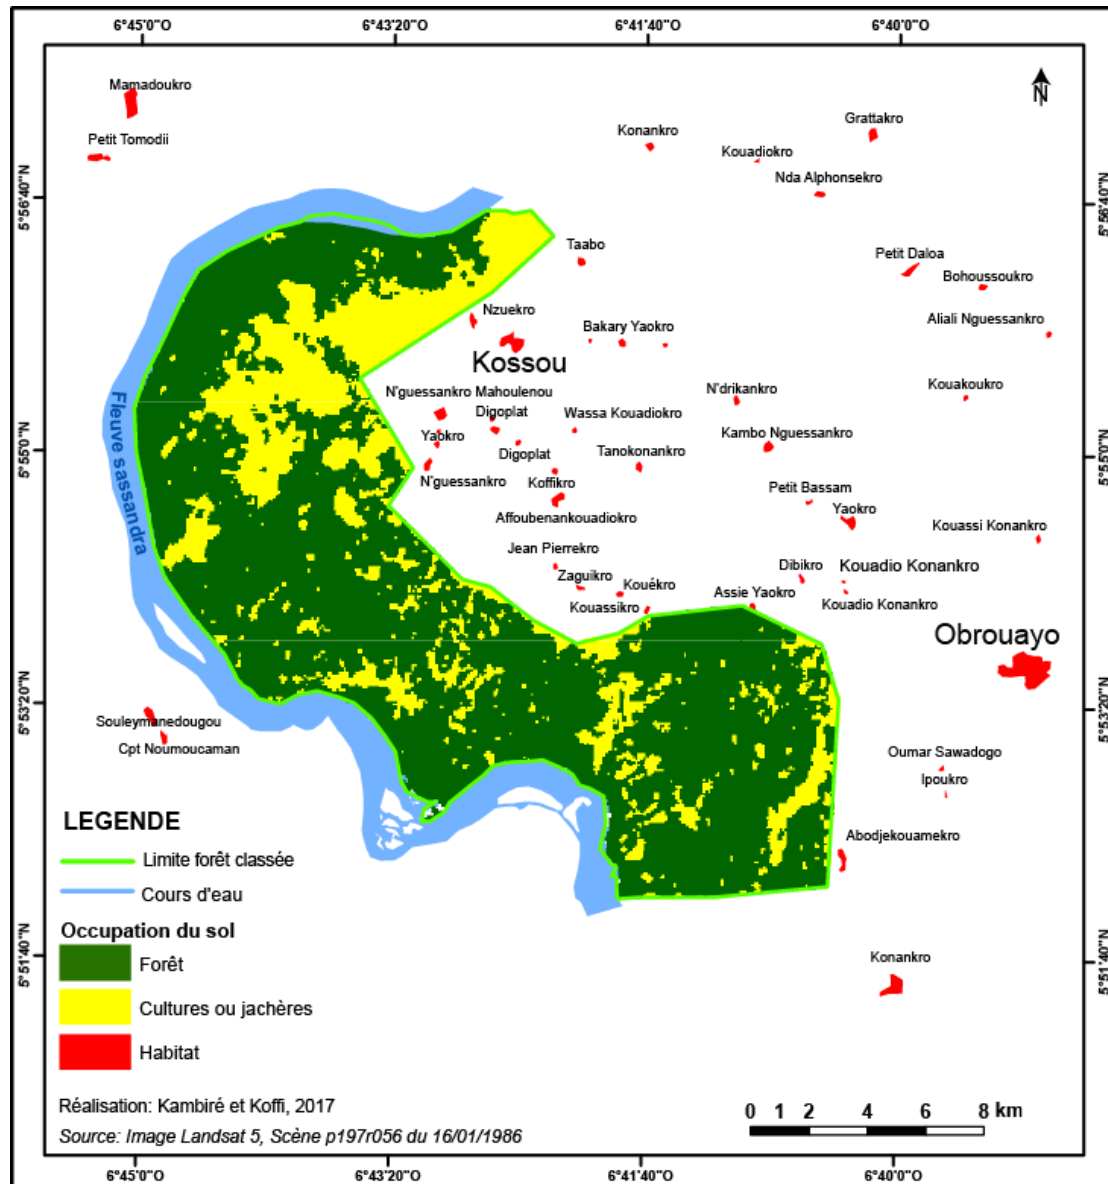 6°45'0"O 6°43'20"O 6°41'40"O 6°40'0"O
N
Mamadoukro
Petit Tomodii
Konankro
Grattakro
Kouadiokro
Nda Alphonsekro
5°56'40"N
5°56'40"N
Taabo
Petit Daloa
Bohoussoukro
Nzuekro
Bakary Yaokro
Aliali Nguessankro
Kossou
N'guessankro Mahoulenou
Digoplat
Wassa Kouadiokro
N'drikankro
Kouakoukro
Fleuve sassandra
Yaokro
Digoplat
Tanokonankro
Kambo Nguessankro
5°55'0"N
5°55'0"N
N'guessankro
Koffikro
Petit Bassam
Affoubenankouadiokro
Yaokro
Kouassi Konankro
Jean Pierrekro
Zaguikro
Kouékro
Dibikro
Kouadio Konankro
Kouassikro
Assie Yaokro
Kouadio Konankro
Obrouayo
5°53'20"N
5°53'20"N
Souleymanedougou
Cpt Noumoucaman
Oumar Sawadogo
Ipoukro
Abodjekouamekro
Konankro
5°51'40"N
5°51'40"N
LEGENDE
Limite forêt classée
Cours d'eau
Occupation du sol
Forêt
Cultures ou jachères
Habitat
Réalisation: Kambiré et Koffi, 2017
Source: Image Landsat 5, Scène p197r056 du 16/01/1986
0 1 2 4 6 8 km
6°45'0"O 6°43'20"O 6°41'40"O 6°40'0"O